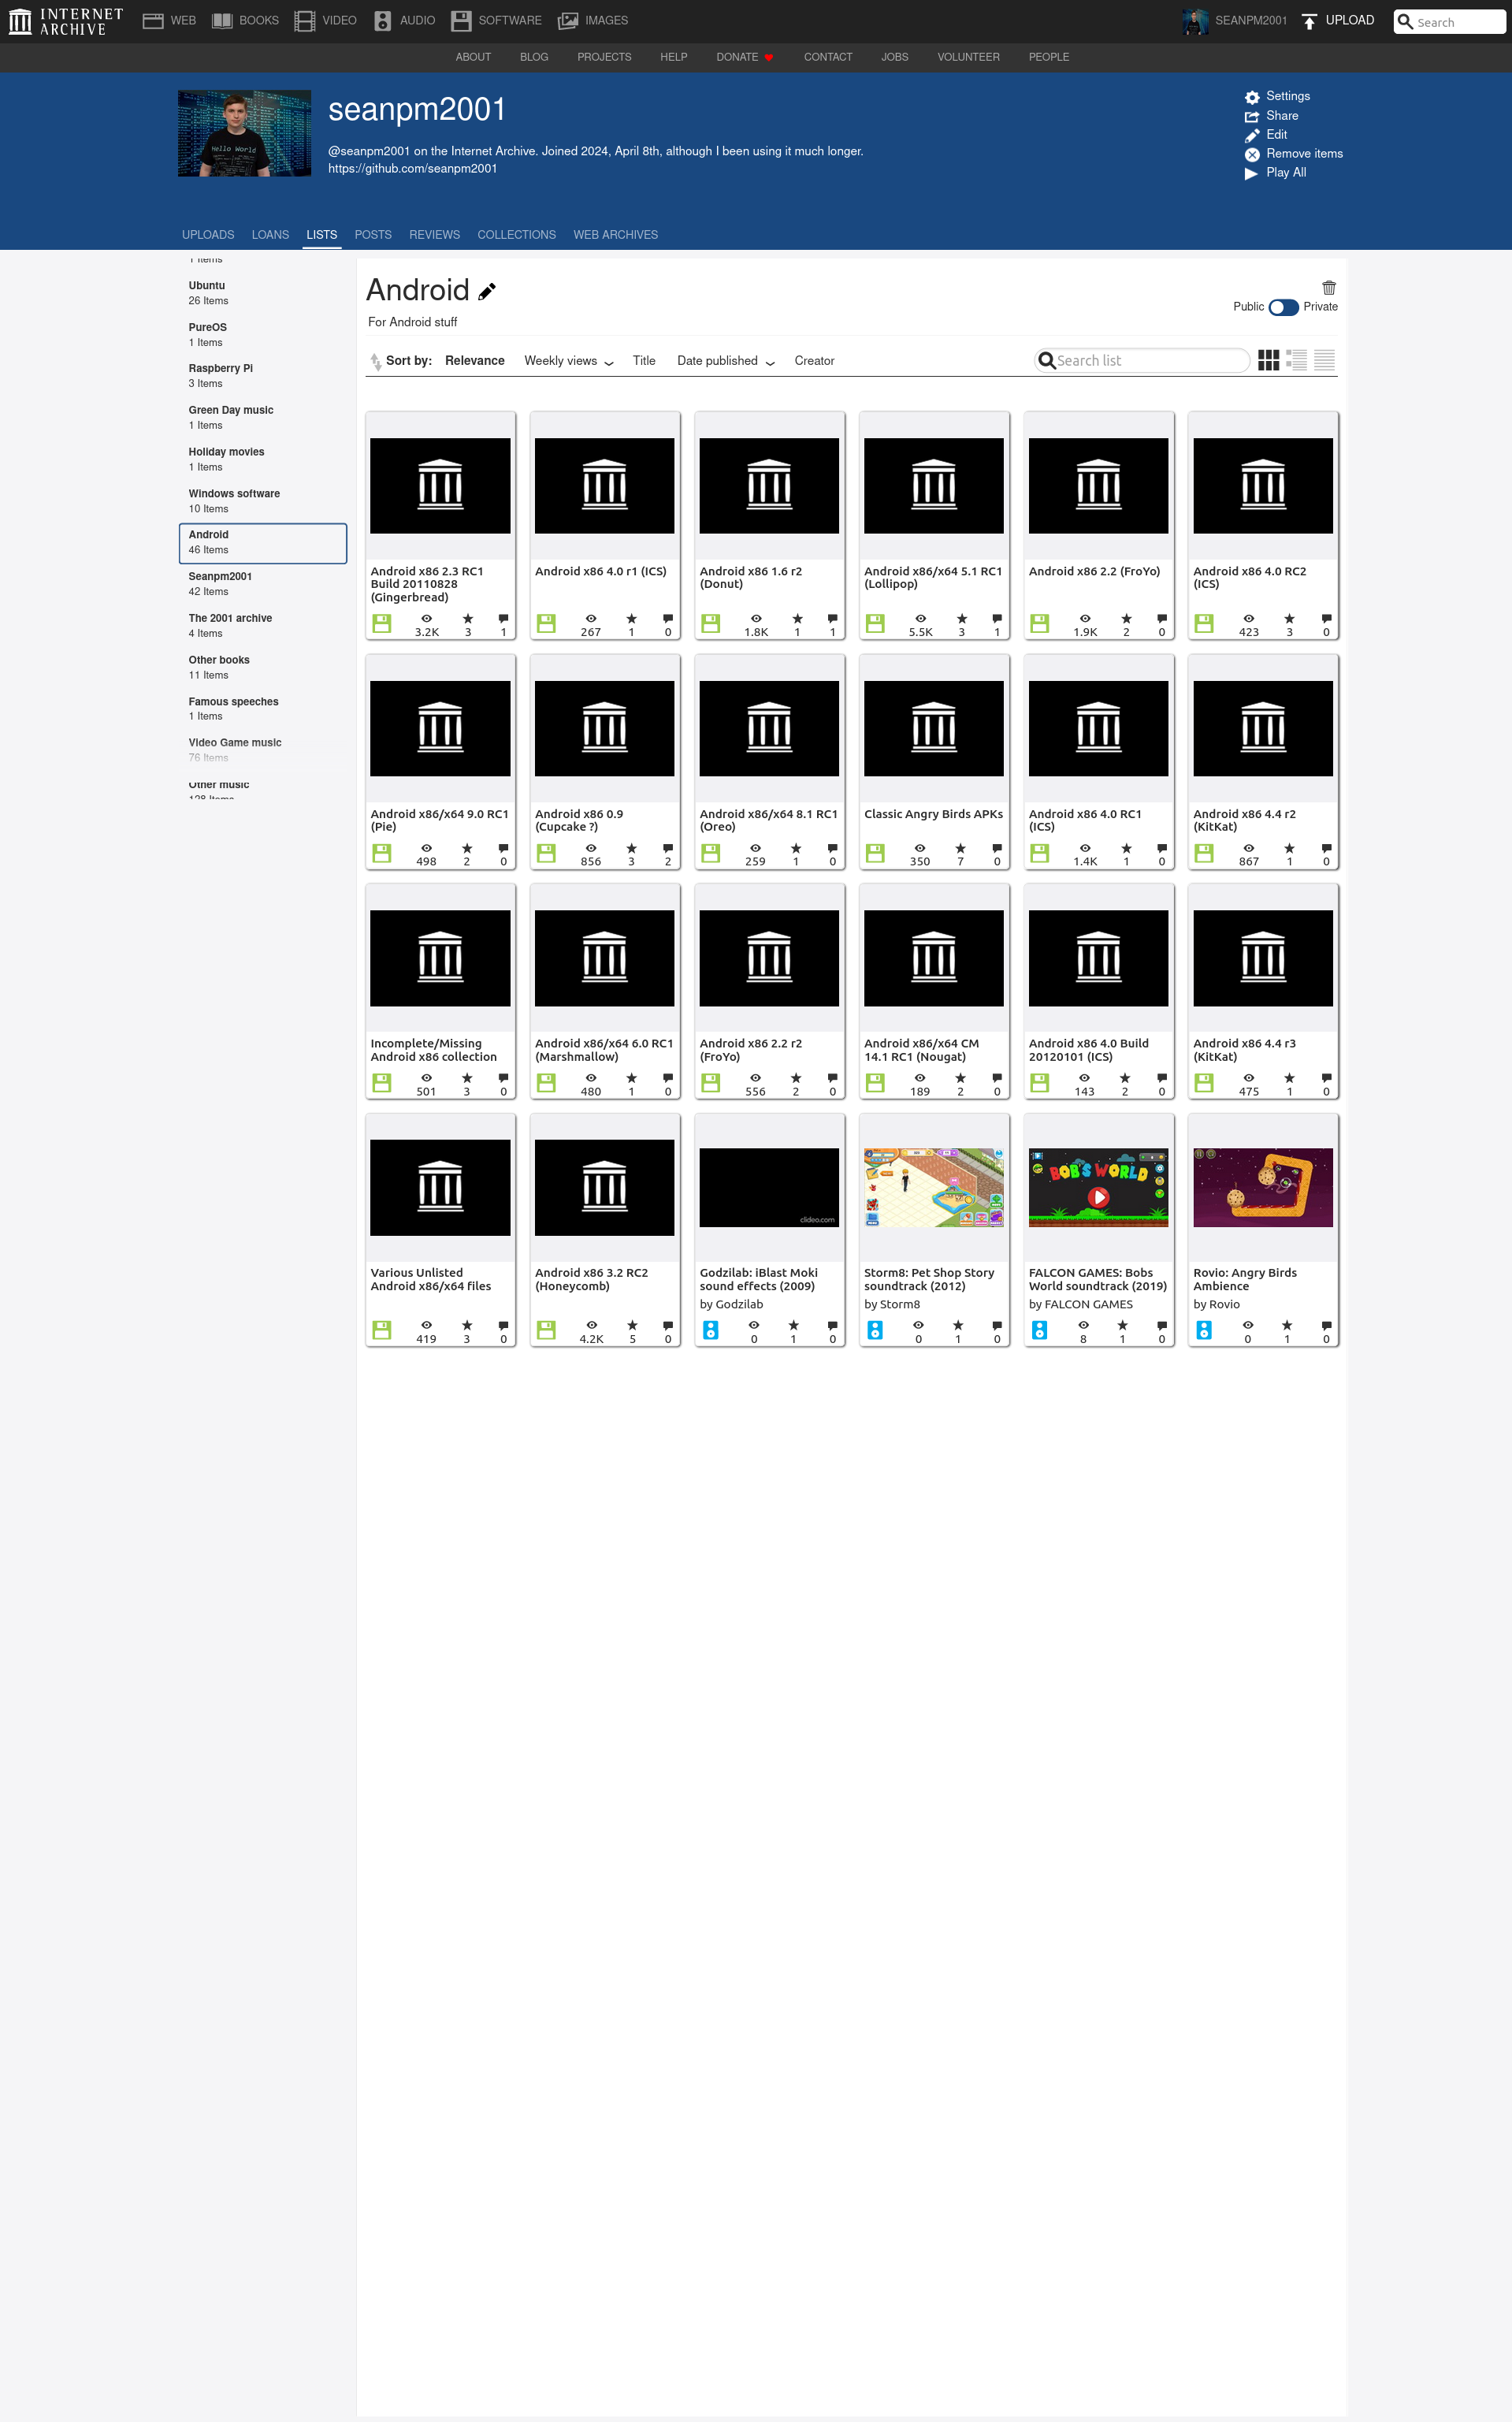 INTERNET ARCHIVE
WEB
BOOKS
VIDEO
AUDIO
SOFTWARE
IMAGES
SEANPM2001
UPLOAD
Search
ABOUT
BLOG
PROJECTS
HELP
DONATE
CONTACT
JOBS
VOLUNTEER
PEOPLE
Hello World
seanpm2001
@seanpm2001 on the Internet Archive. Joined 2024, April 8th, although I been using it much longer.
https://github.com/seanpm2001
Settings
Share
Edit
Remove items
Play All
UPLOADS
LOANS
LISTS
POSTS
REVIEWS
COLLECTIONS
WEB ARCHIVES
1 Items
Ubuntu
26 Items
PureOS
1 Items
Raspberry Pi
3 Items
Green Day music
1 Items
Holiday movies
1 Items
Windows software
10 Items
Android
46 Items
Seanpm2001
42 Items
The 2001 archive
4 Items
Other books
11 Items
Famous speeches
1 Items
Video Game music
76 Items
Other music
128 Items
Android
For Android stuff
Public
Private
Sort by:
Relevance
Weekly views
Title
Date published
Creator
Search list
Android x86 2.3 RC1
Build 20110828
(Gingerbread)
3.2K 3 1
Android x86 4.0 r1 (ICS)
267 1 0
Android x86 1.6 r2
(Donut)
1.8K 1 1
Android x86/x64 5.1 RC1
(Lollipop)
5.5K 3 1
Android x86 2.2 (FroYo)
1.9K 2 0
Android x86 4.0 RC2
(ICS)
423 3 0
Android x86/x64 9.0 RC1
(Pie)
498 2 0
Android x86 0.9
(Cupcake ?)
856 3 2
Android x86/x64 8.1 RC1
(Oreo)
259 1 0
Classic Angry Birds APKs
350 7 0
Android x86 4.0 RC1
(ICS)
1.4K 1 0
Android x86 4.4 r2
(KitKat)
867 1 0
Incomplete/Missing
Android x86 collection
501 3 0
Android x86/x64 6.0 RC1
(Marshmallow)
480 1 0
Android x86 2.2 r2
(FroYo)
556 2 0
Android x86/x64 CM
14.1 RC1 (Nougat)
189 2 0
Android x86 4.0 Build
20120101 (ICS)
143 2 0
Android x86 4.4 r3
(KitKat)
475 1 0
Various Unlisted
Android x86/x64 files
419 3 0
Android x86 3.2 RC2
(Honeycomb)
4.2K 5 0
clideo.com
Godzilab: iBlast Moki
sound effects (2009)
by Godzilab
0 1 0
Storm8: Pet Shop Story
soundtrack (2012)
by Storm8
0 1 0
BOB'S WORLD
FALCON GAMES: Bobs
World soundtrack (2019)
by FALCON GAMES
8 1 0
Rovio: Angry Birds
Ambience
by Rovio
0 1 0